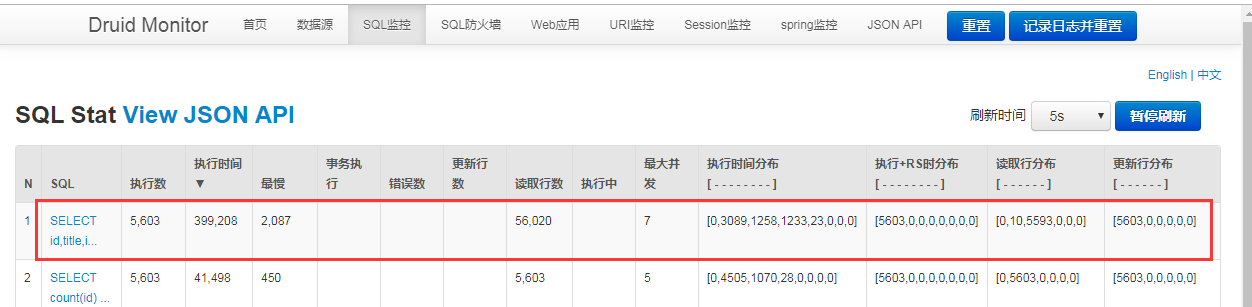 Druid Monitor 首页 数据源 SQL监控 SQL防火墙 Web应用 URI监控 Session监控 spring监控 JSON API 重置 记录日志并重置
English | 中文
SQL Stat View JSON API 刷新时间 5s 暂停刷新
N SQL 执行数 执行时间 ▼ 最慢 事务执行 错误数 更新行数 读取行数 执行中 最大并发 执行时间分布 [ - - - - - - - - ] 执行+RS时分布 [ - - - - - - - - ] 读取行分布 [ - - - - - - ] 更新行分布 [ - - - - - - ]
1 SELECT id,title,i... 5,603 399,208 2,087 56,020 7 [0,3089,1258,1233,23,0,0,0] [5603,0,0,0,0,0,0,0] [0,10,5593,0,0,0] [5603,0,0,0,0,0]
2 SELECT count(id) ... 5,603 41,498 450 5,603 5 [0,4505,1070,28,0,0,0,0] [5603,0,0,0,0,0,0,0] [0,5603,0,0,0,0] [5603,0,0,0,0,0]